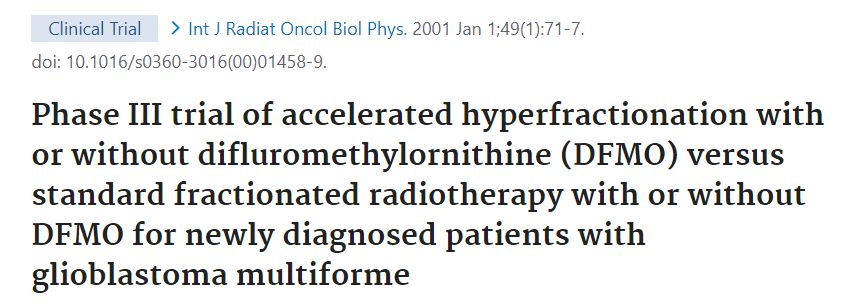 Clinical Trial > Int J Radiat Oncol Biol Phys. 2001 Jan 1;49(1):71-7.
doi: 10.1016/s0360-3016(00)01458-9.
Phase III trial of accelerated hyperfractionation with
or without difluromethylornithine (DFMO) versus
standard fractionated radiotherapy with or without
DFMO for newly diagnosed patients with
glioblastoma multiforme